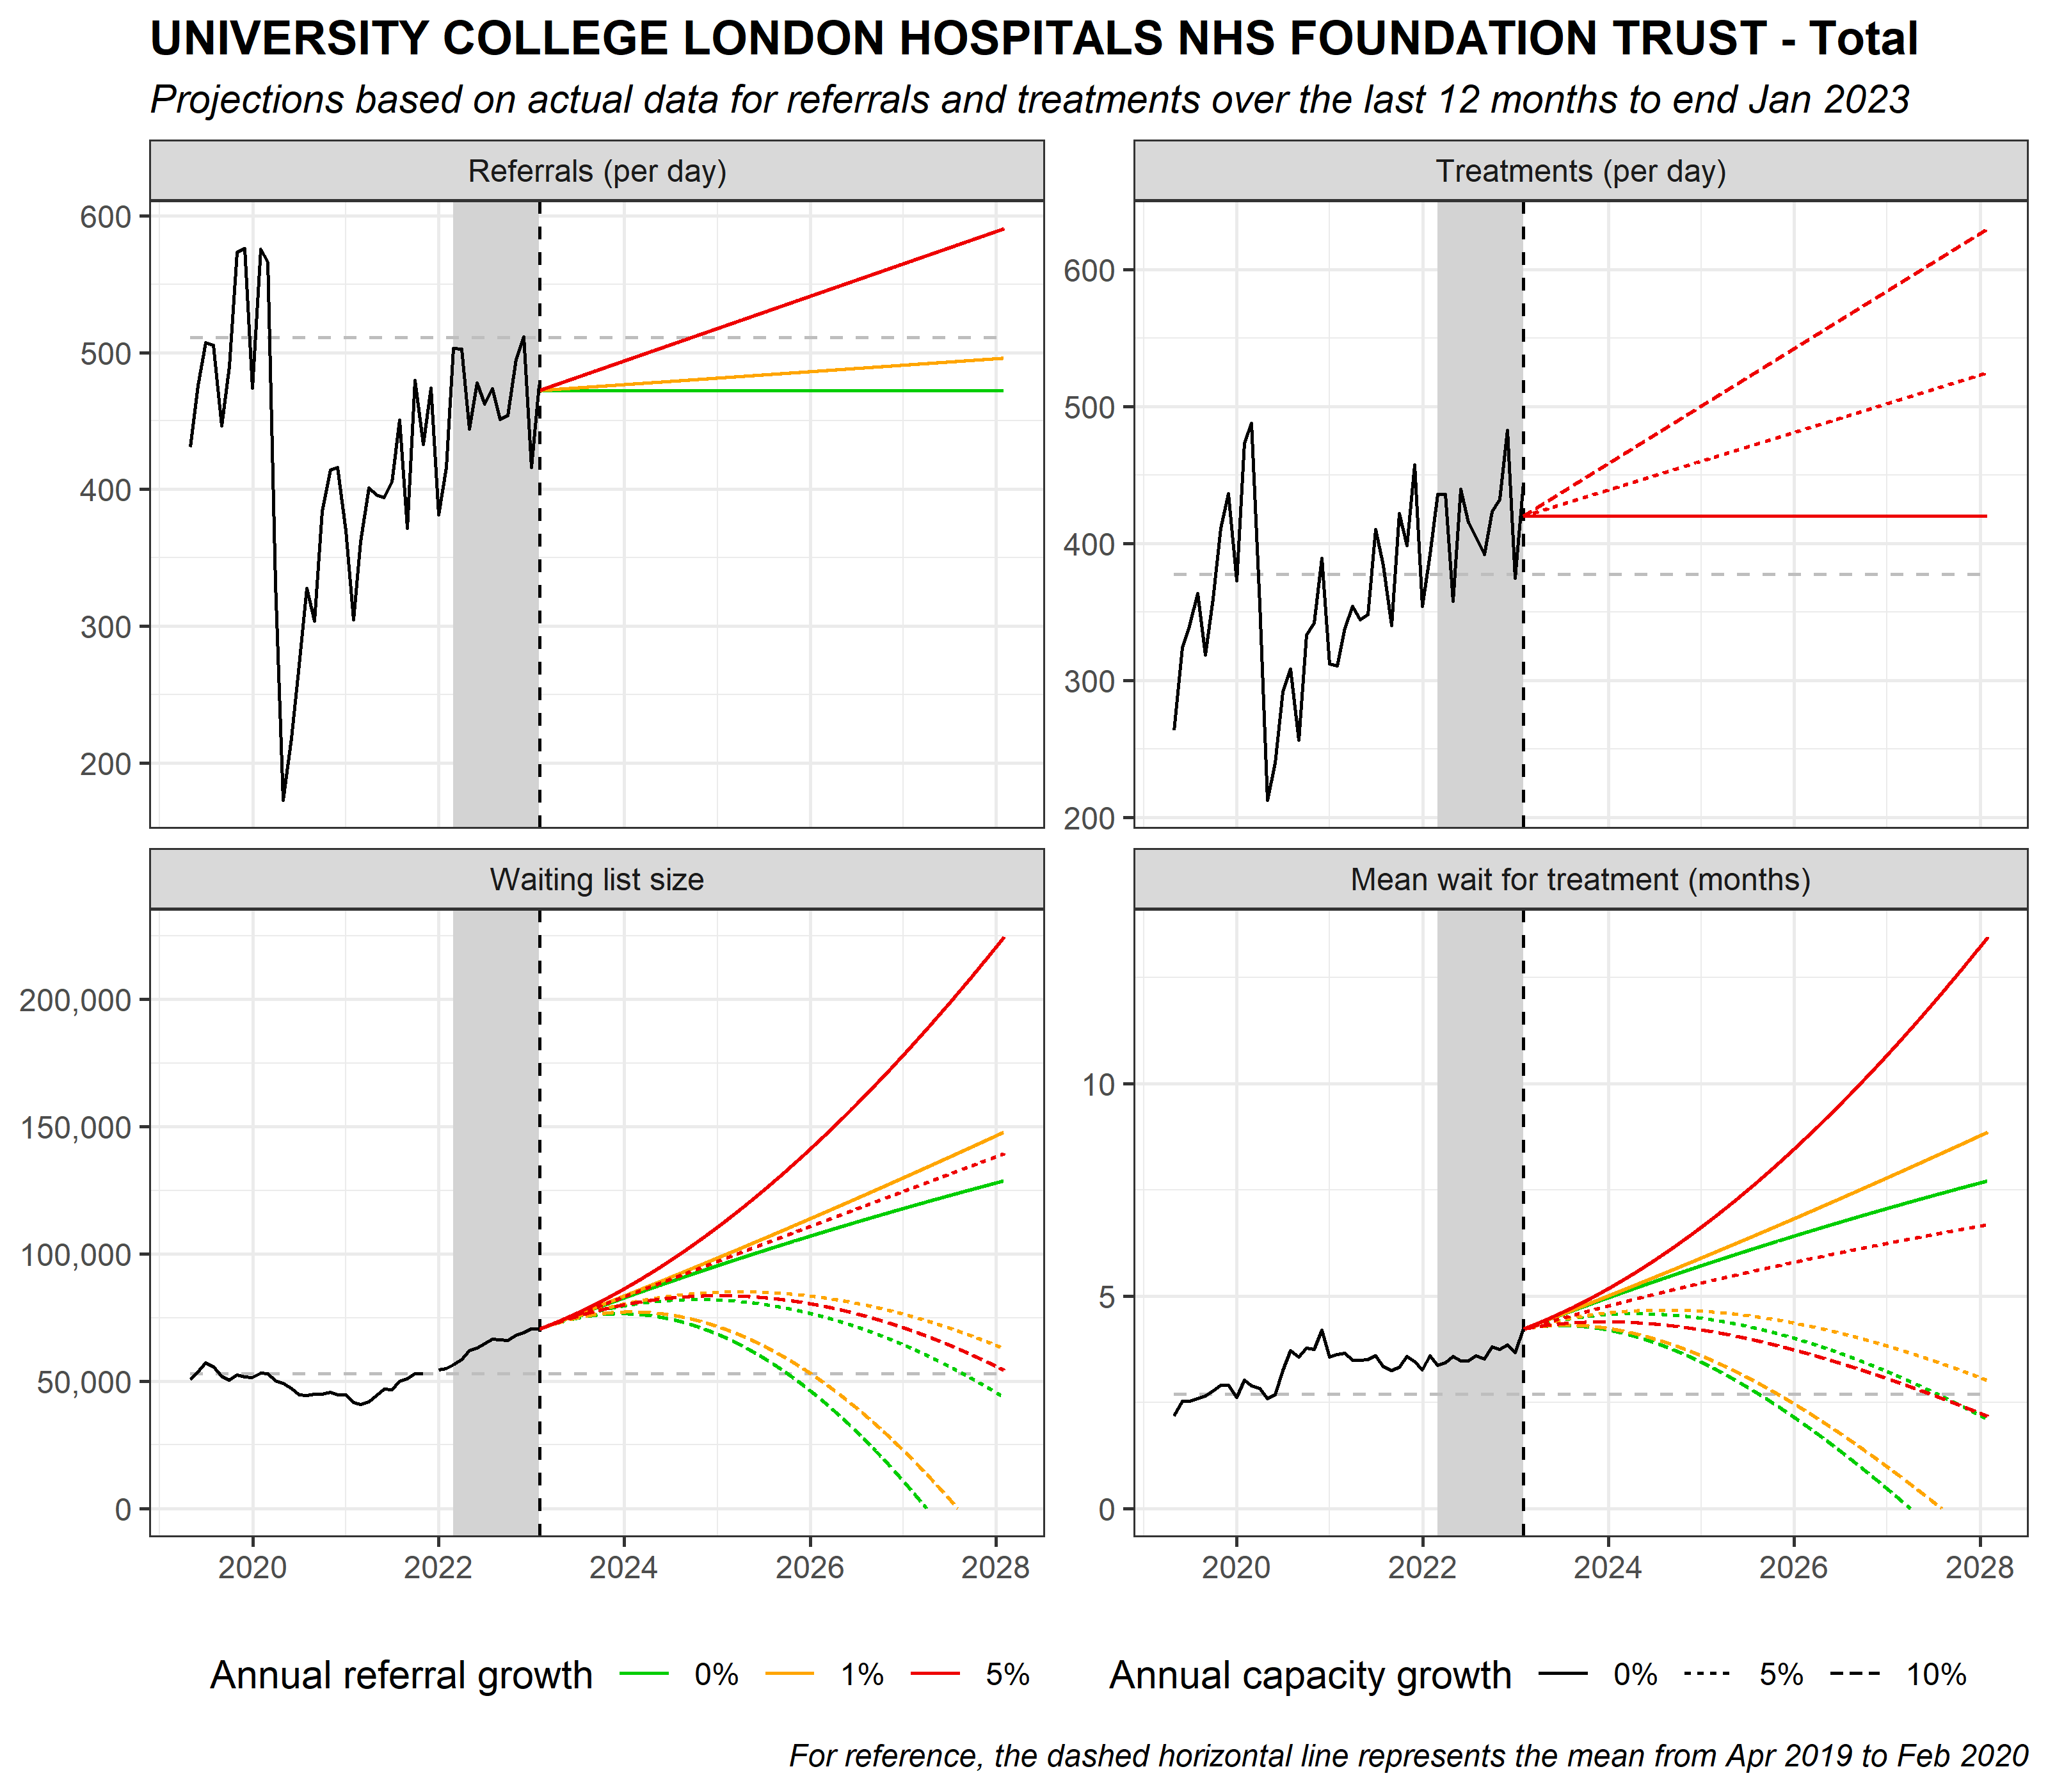 UNIVERSITY COLLEGE LONDON HOSPITALS NHS FOUNDATION TRUST - Total
Projections based on actual data for referrals and treatments over the last 12 months to end Jan 2023
Referrals (per day)
600
500
400
300
200
Treatments (per day)
600
500
400
300
200
Waiting list size
200,000
150,000
100,000
50,000
0
2020 2022 2024 2026 2028
Mean wait for treatment (months)
10
5
0
2020 2022 2024 2026 2028
Annual referral growth 0% 1% 5%
Annual capacity growth 0% 5% 10%
For reference, the dashed horizontal line represents the mean from Apr 2019 to Feb 2020